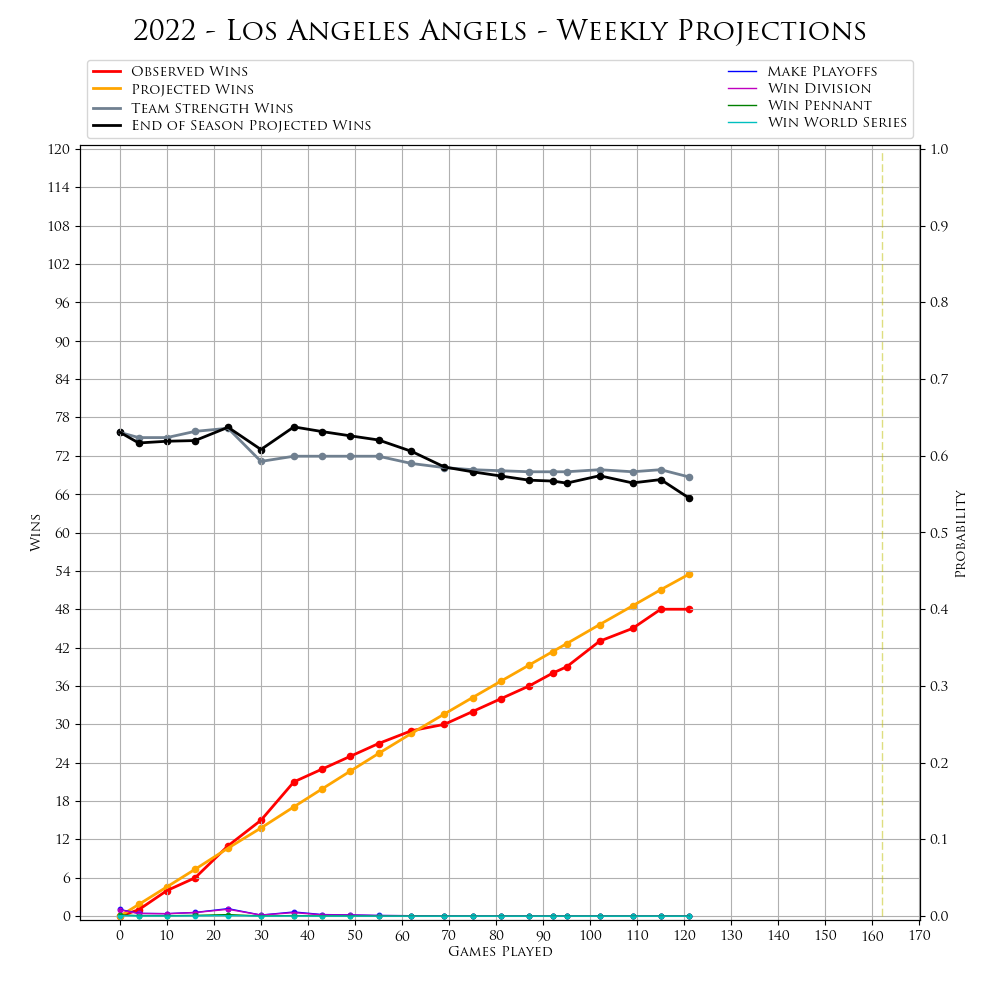 2022 - Los Angeles Angels - Weekly Projections
Observed Wins
Projected Wins
Team Strength Wins
End of Season Projected Wins
Make Playoffs
Win Division
Win Pennant
Win World Series
120
114
108
102
96
90
84
78
72
66
60
54
48
42
36
30
24
18
12
6
0
Wins
1.0
0.9
0.8
0.7
0.6
0.5
0.4
0.3
0.2
0.1
0.0
Probability
0 10 20 30 40 50 60 70 80 90 100 110 120 130 140 150 160 170
Games Played